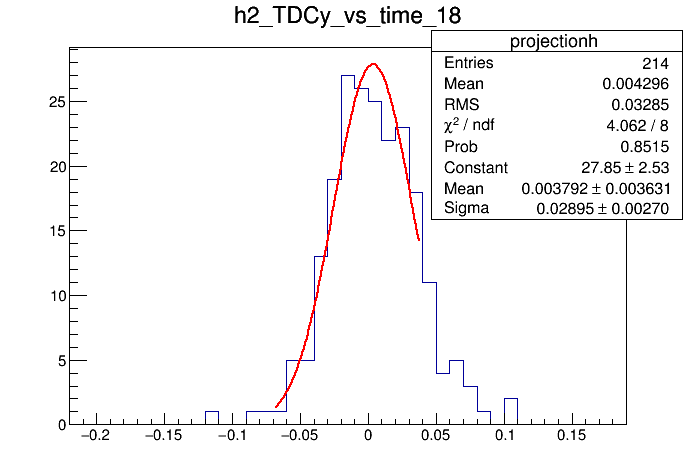 h2_TDCy_vs_time_18
projectionh
Entries 214
Mean 0.004296
RMS 0.03285
χ² / ndf 4.062 / 8
Prob 0.8515
Constant 27.85 ± 2.53
Mean 0.003792 ± 0.003631
Sigma 0.02895 ± 0.00270
25
20
15
10
5
0
−0.2 −0.15 −0.1 −0.05 0 0.05 0.1 0.15